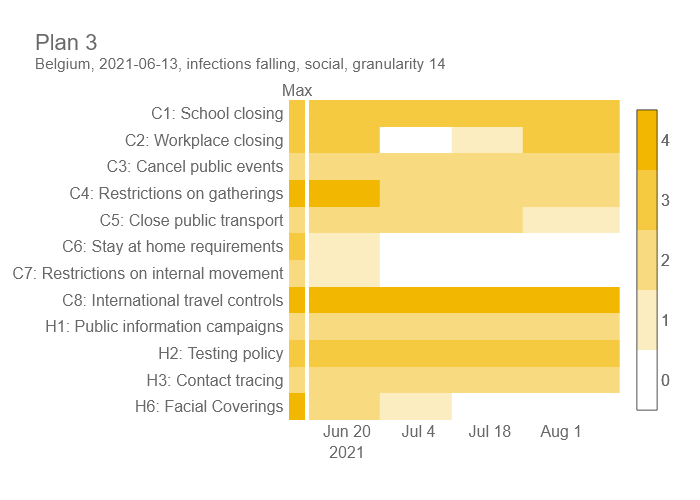 Plan 3
Belgium, 2021-06-13, infections falling, social, granularity 14
Max
C1: School closing
C2: Workplace closing
C3: Cancel public events
C4: Restrictions on gatherings
C5: Close public transport
C6: Stay at home requirements
C7: Restrictions on internal movement
C8: International travel controls
H1: Public information campaigns
H2: Testing policy
H3: Contact tracing
H6: Facial Coverings
Jun 20 Jul 4 Jul 18 Aug 1
2021
4
3
2
1
0